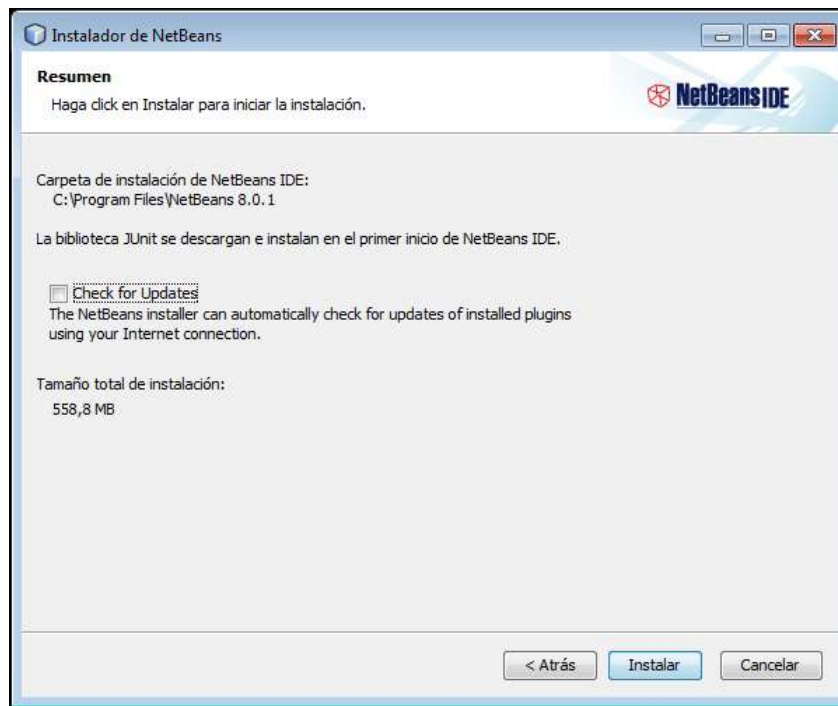 Instalador de NetBeans
Resumen
Haga click en Instalar para iniciar la instalación.
NetBeans IDE
Carpeta de instalación de NetBeans IDE:
C:\Program Files\NetBeans 8.0.1
La biblioteca JUnit se descargan e instalan en el primer inicio de NetBeans IDE.
Check for Updates
The NetBeans installer can automatically check for updates of installed plugins
using your Internet connection.
Tamaño total de instalación:
558,8 MB
< Atrás
Instalar
Cancelar